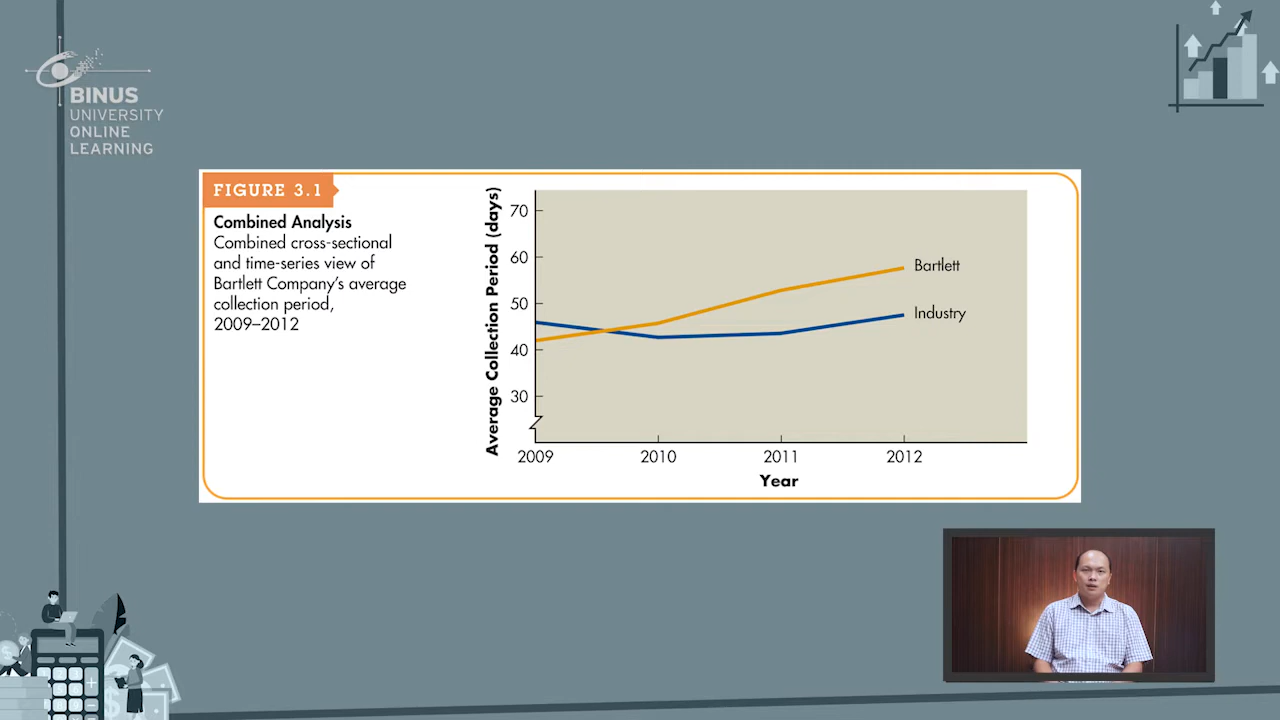 BINUS
UNIVERSITY
ONLINE
LEARNING
FIGURE 3.1
Combined Analysis
Combined cross-sectional
and time-series view of
Bartlett Company’s average
collection period,
2009–2012
Average Collection Period (days)
70
60
50
40
30
Bartlett
Industry
2009
2010
2011
2012
Year